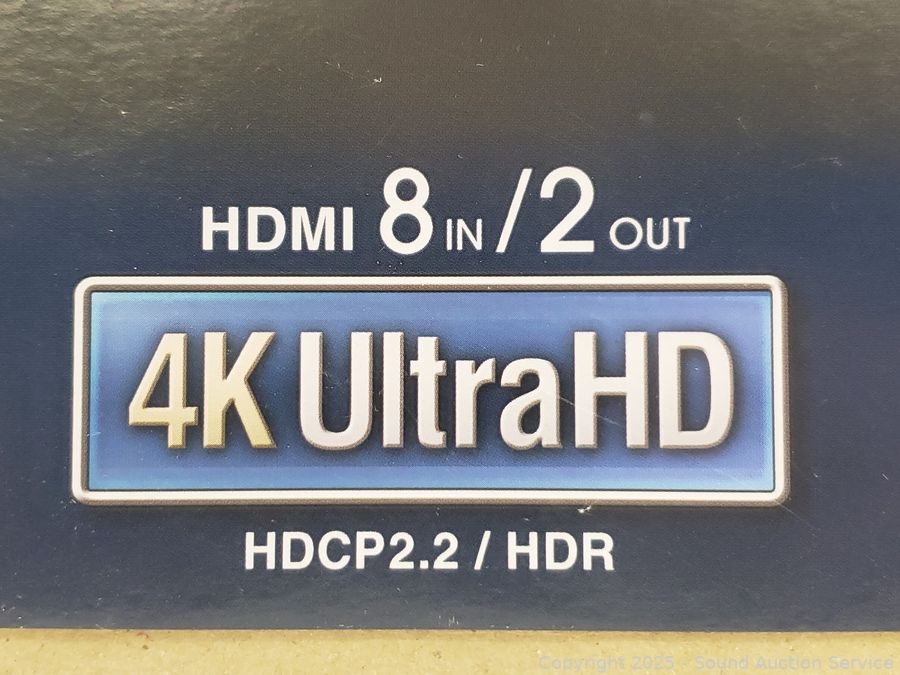 HDMI 8 IN / 2 OUT
4K UltraHD
HDCP2.2 / HDR
Copyright 2025 - Sound Auction Service